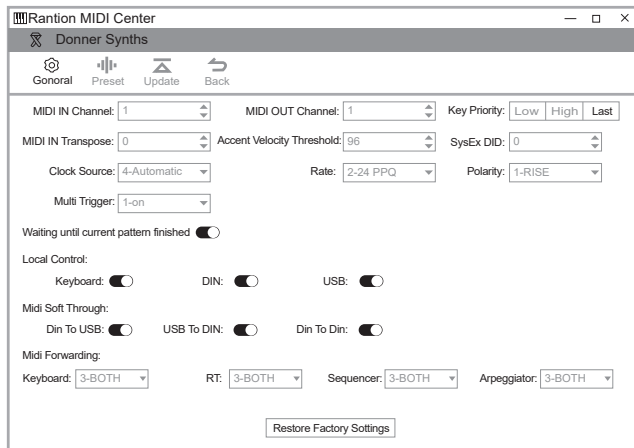 Rantion MIDI Center
Donner Synths
Gonoral Preset Update Back
MIDI IN Channel: 1 MIDI OUT Channel: 1 Key Priority: Low High Last
MIDI IN Transpose: 0 Accent Velocity Threshold: 96 SysEx DID: 0
Clock Source: 4-Automatic Rate: 2-24 PPQ Polarity: 1-RISE
Multi Trigger: 1-on
Waiting until current pattern finished
Local Control:
Keyboard: DIN: USB:
Midi Soft Through:
Din To USB: USB To DIN: Din To Din:
Midi Forwarding:
Keyboard: 3-BOTH RT: 3-BOTH Sequencer: 3-BOTH Arpeggiator: 3-BOTH
Restore Factory Settings